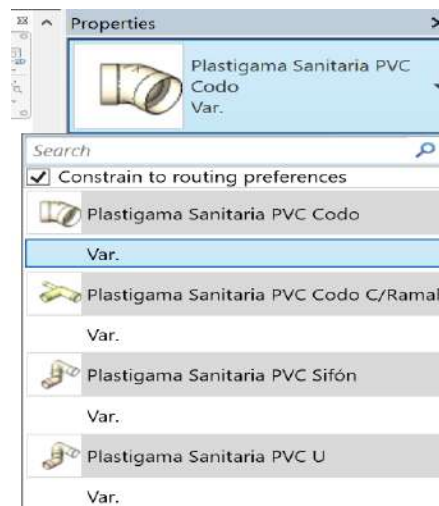 Properties
Plastigama Sanitaria PVC
Codo
Var.
Search
Constrain to routing preferences
Plastigama Sanitaria PVC Codo
Var.
Plastigama Sanitaria PVC Codo C/Ramal
Var.
Plastigama Sanitaria PVC Sifón
Var.
Plastigama Sanitaria PVC U
Var.